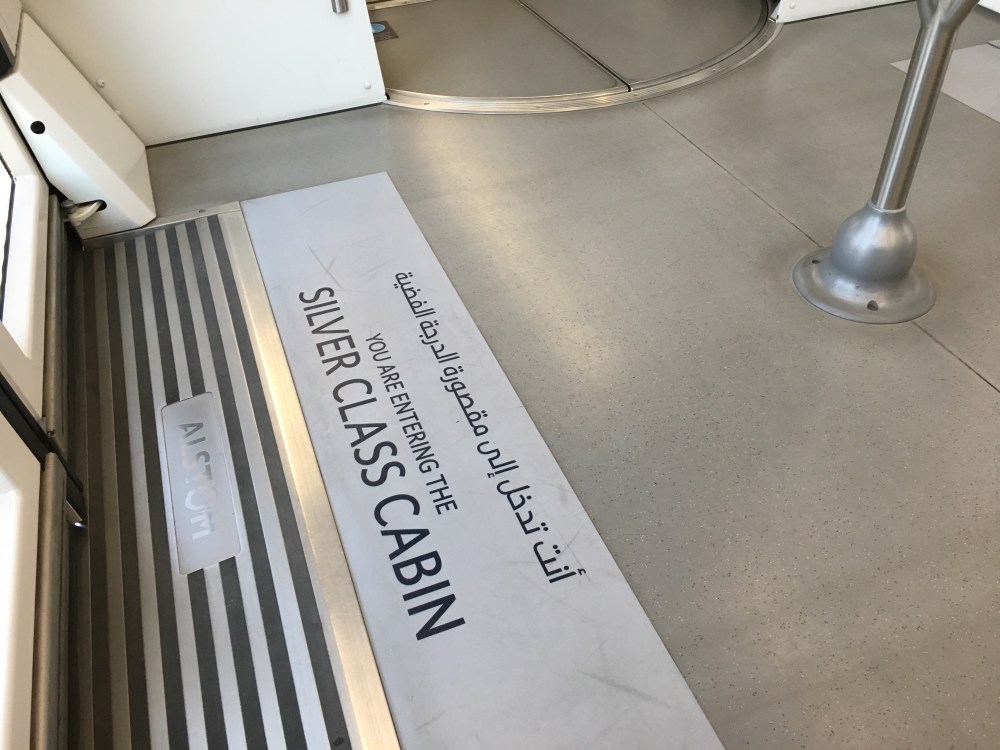 أنت تدخل إلى مقصورة الدرجة الفضية
YOU ARE ENTERING THE
SILVER CLASS CABIN
ALSTOM